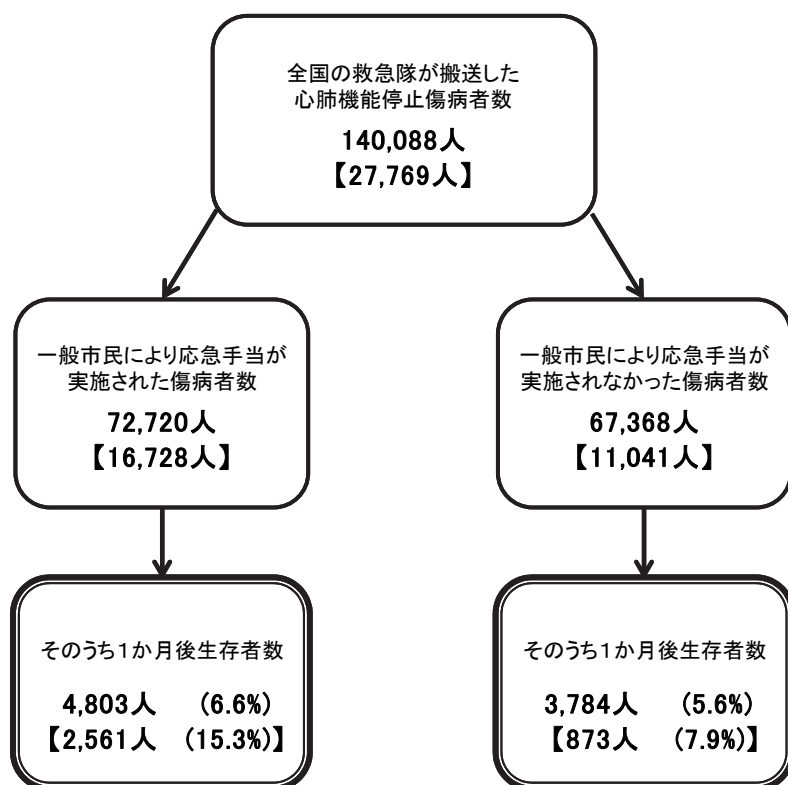 全国の救急隊が搬送した
心肺機能停止傷病者数
140,088人
【27,769人】
一般市民により応急手当が
実施された傷病者数
72,720人
【16,728人】
一般市民により応急手当が
実施されなかった傷病者数
67,368人
【11,041人】
そのうち1か月後生存者数
4,803人 (6.6%)
【2,561人 (15.3%)】
そのうち1か月後生存者数
3,784人 (5.6%)
【873人 (7.9%)】